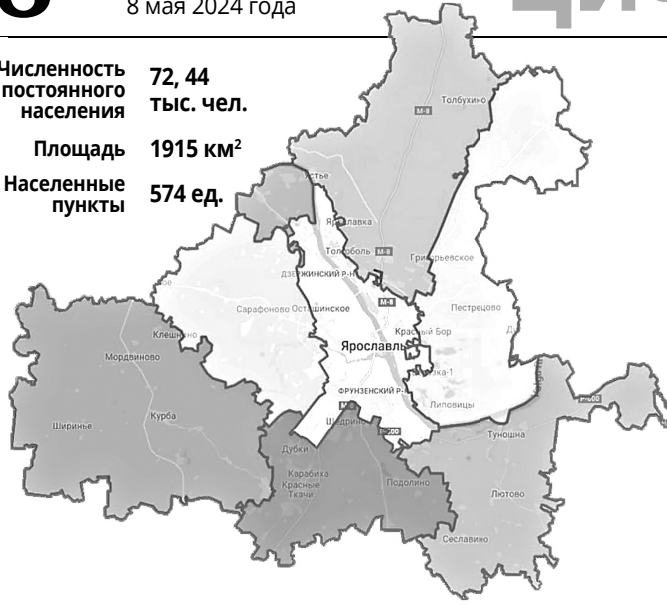 8 мая 2024 года
Численность
постоянного
населения
72, 44
тыс. чел.
Площадь
1915 км²
Населенные
пункты
574 ед.
Толбухино
М-8
Устье
Ярославка
Толгоболь
М-8
Григорьевское
ДЗЕРЖИНСКИЙ Р-Н
Сарафоново
Осташинское
М-8
Пестрецово
Красный Бор
Ярославль
Клешнино
Мордвиново
ФРУНЗЕНСКИЙ Р-
Липовицы
Курба
Ширинье
Щедрино
Дубки
Туношна
Карабиха
Красные
Ткачи
Подолино
Лютово
Сеславино